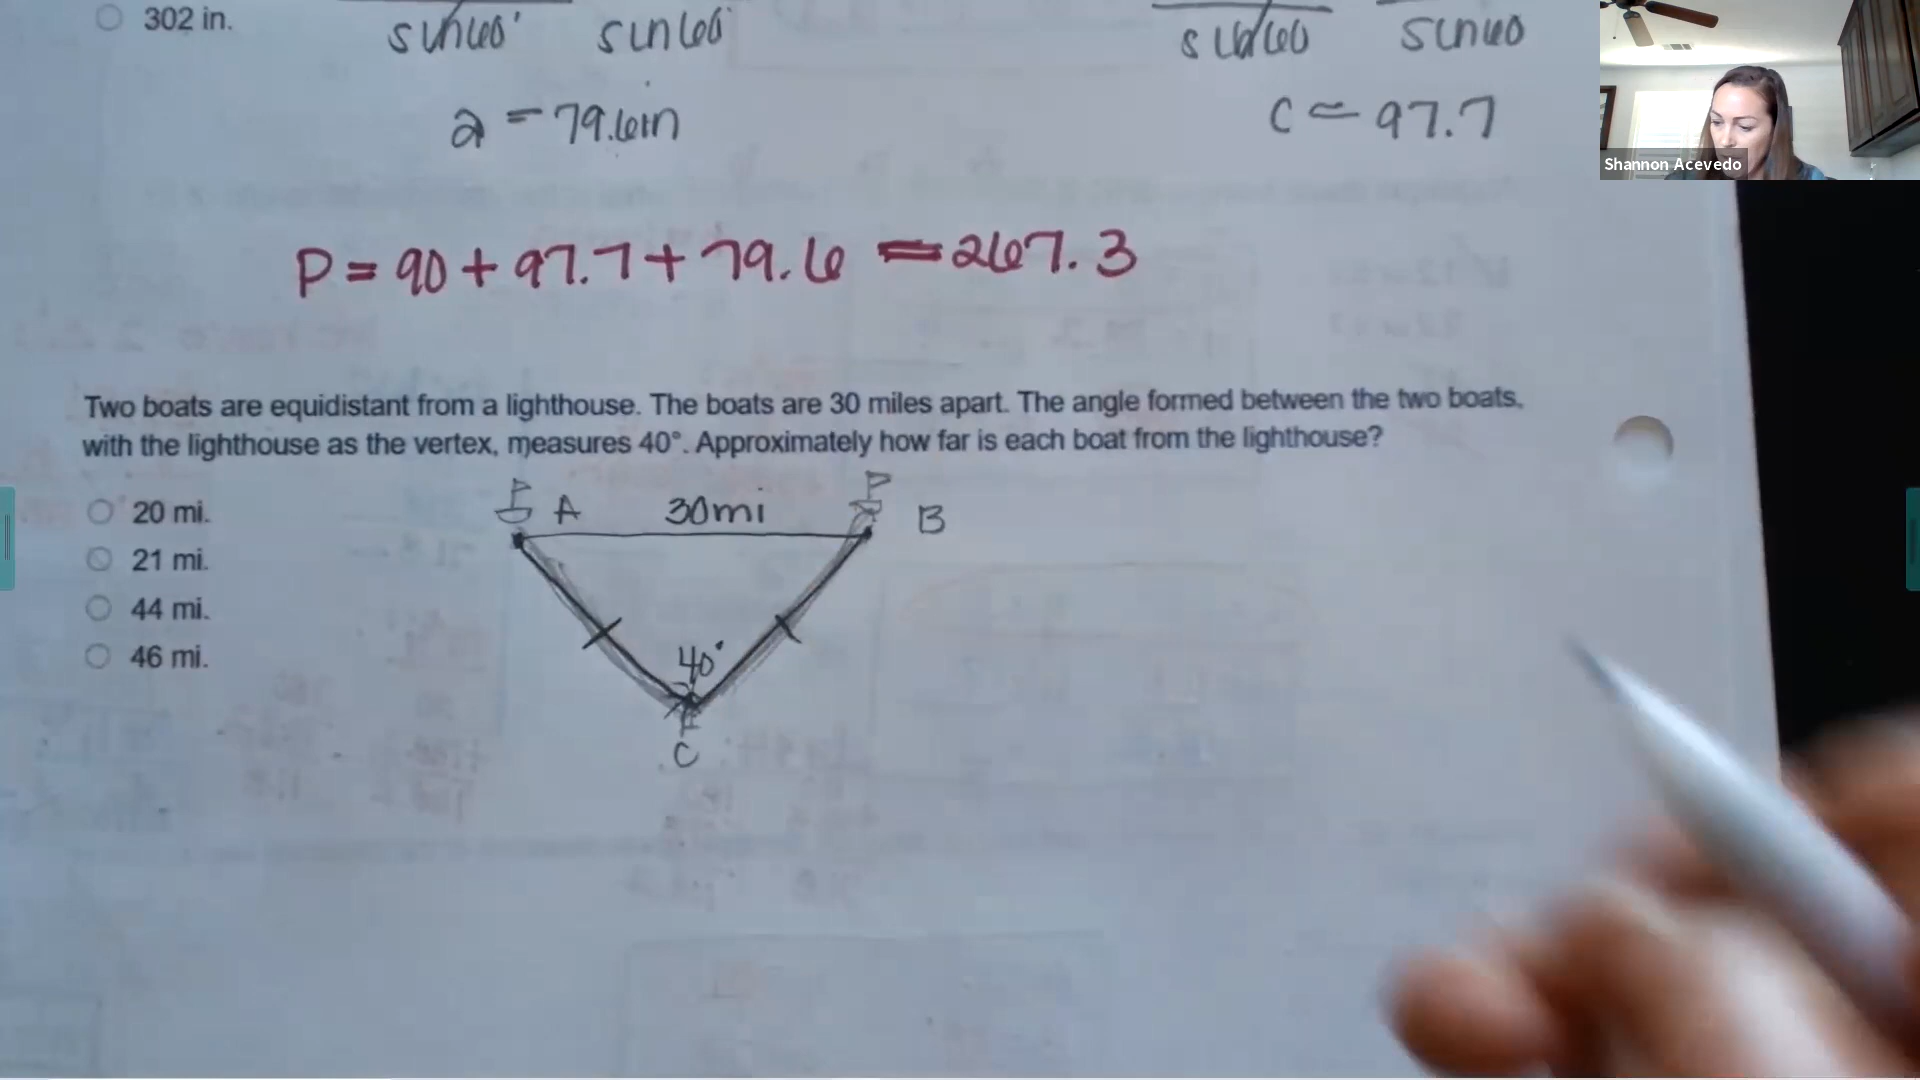 302 in.
sin60° sin60°
sin60 sin60
a = 79.6in
c ≈ 97.7
Shannon Acevedo
P = 90 + 97.7 + 79.6 = 267.3
Two boats are equidistant from a lighthouse. The boats are 30 miles apart. The angle formed between the two boats,
with the lighthouse as the vertex, measures 40°. Approximately how far is each boat from the lighthouse?
20 mi.
21 mi.
44 mi.
46 mi.
A 30mi B
40°
C